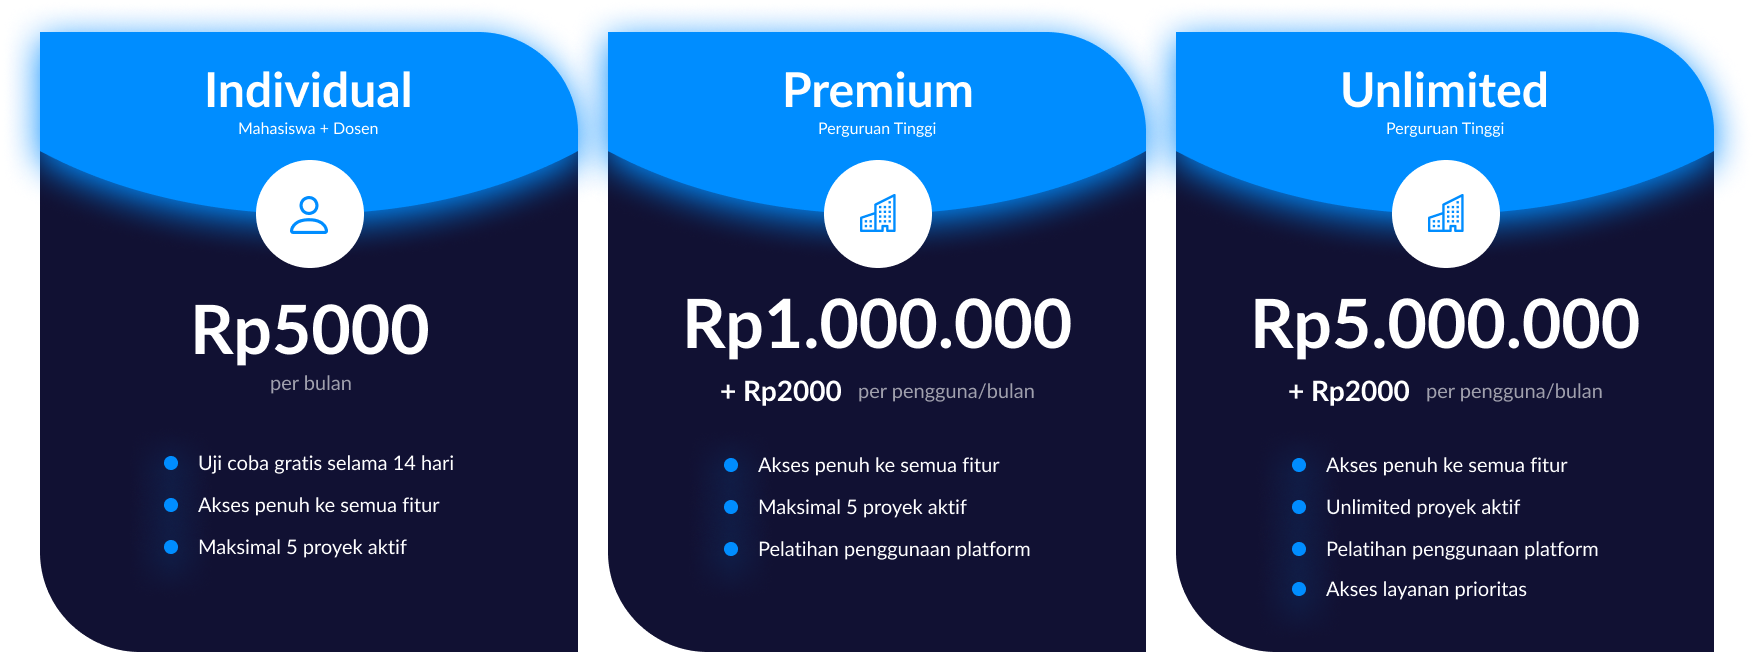 Individual
Mahasiswa + Dosen
Rp5000
per bulan
Uji coba gratis selama 14 hari
Akses penuh ke semua fitur
Maksimal 5 proyek aktif
Premium
Perguruan Tinggi
Rp1.000.000
+ Rp2000 per pengguna/bulan
Akses penuh ke semua fitur
Maksimal 5 proyek aktif
Pelatihan penggunaan platform
Unlimited
Perguruan Tinggi
Rp5.000.000
+ Rp2000 per pengguna/bulan
Akses penuh ke semua fitur
Unlimited proyek aktif
Pelatihan penggunaan platform
Akses layanan prioritas